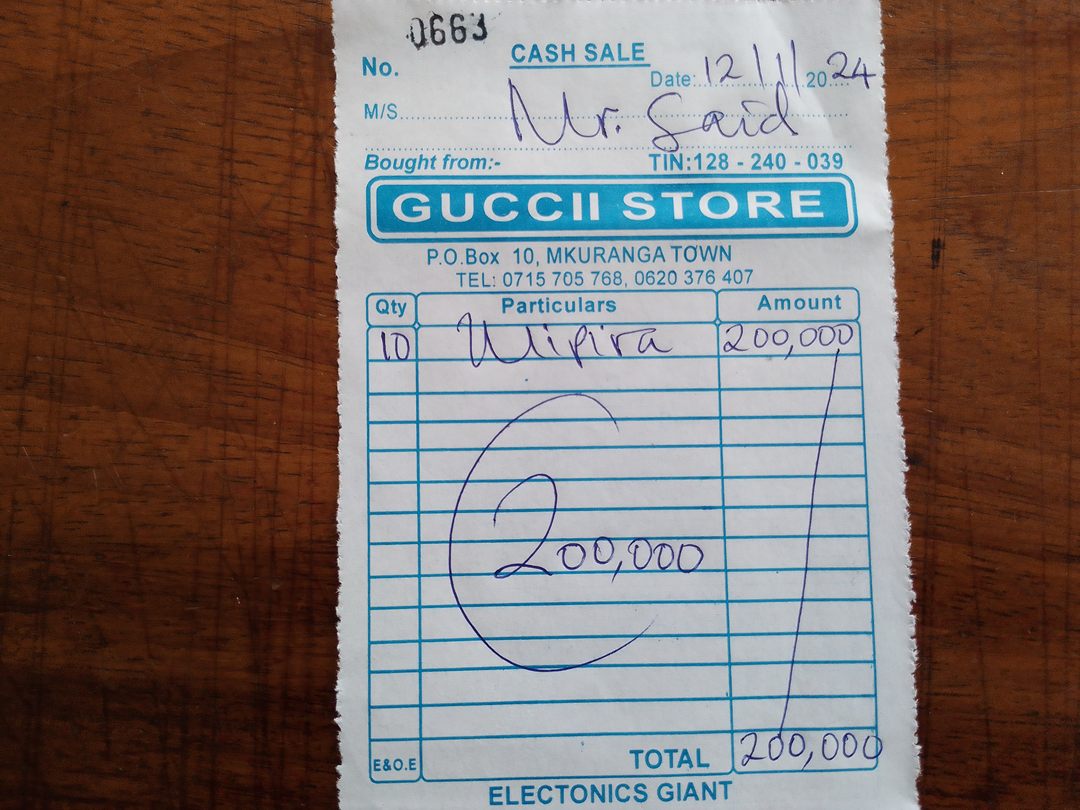 0663
No.
CASH SALE
Date: 12/11/2024
M/S Mr. Said
Bought from:- TIN:128 - 240 - 039
GUCCII STORE
P.O.Box 10, MKURANGA TOWN
TEL: 0715 705 768, 0620 376 407
Qty Particulars Amount
10 Mipira 200,000
200,000
E&O.E TOTAL 200,000
ELECTONICS GIANT